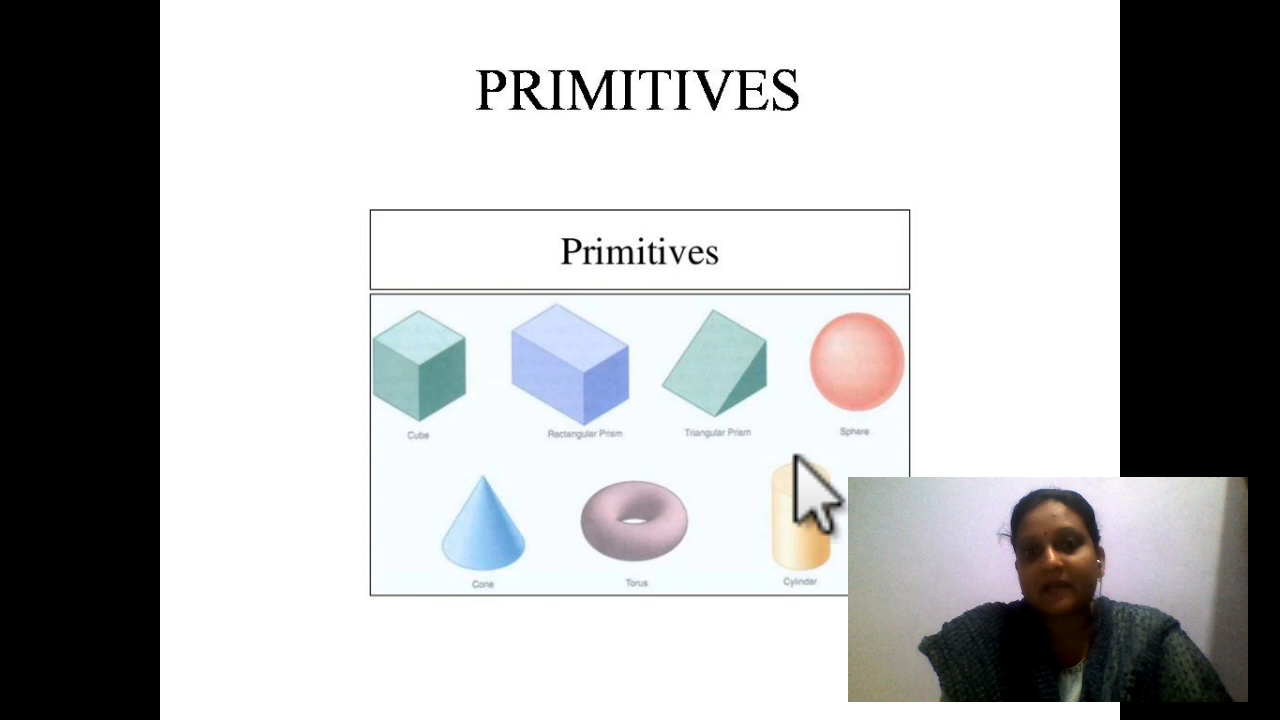 PRIMITIVES
Primitives
Cube
Rectangular Prism
Triangular Prism
Sphere
Cone
Torus
Cylinder